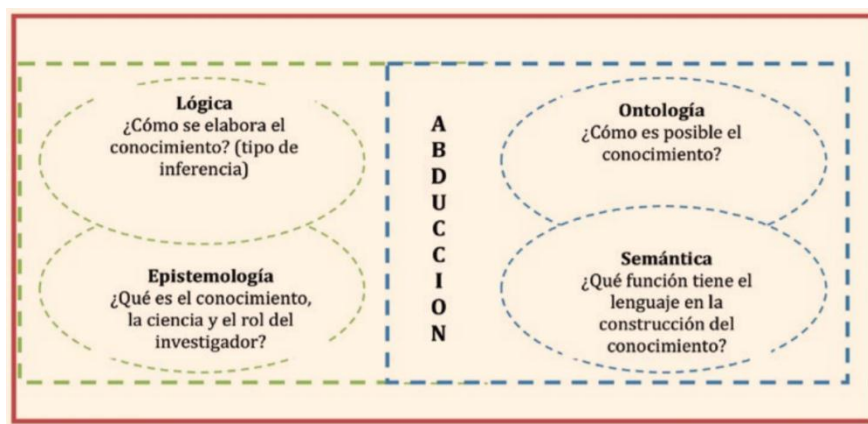 Lógica
¿Cómo se elabora el
conocimiento? (tipo de
inferencia)
Epistemología
¿Qué es el conocimiento,
la ciencia y el rol del
investigador?
A
B
D
U
C
C
I
O
N
Ontología
¿Cómo es posible el
conocimiento?
Semántica
¿Qué función tiene el
lenguaje en la
construcción del
conocimiento?